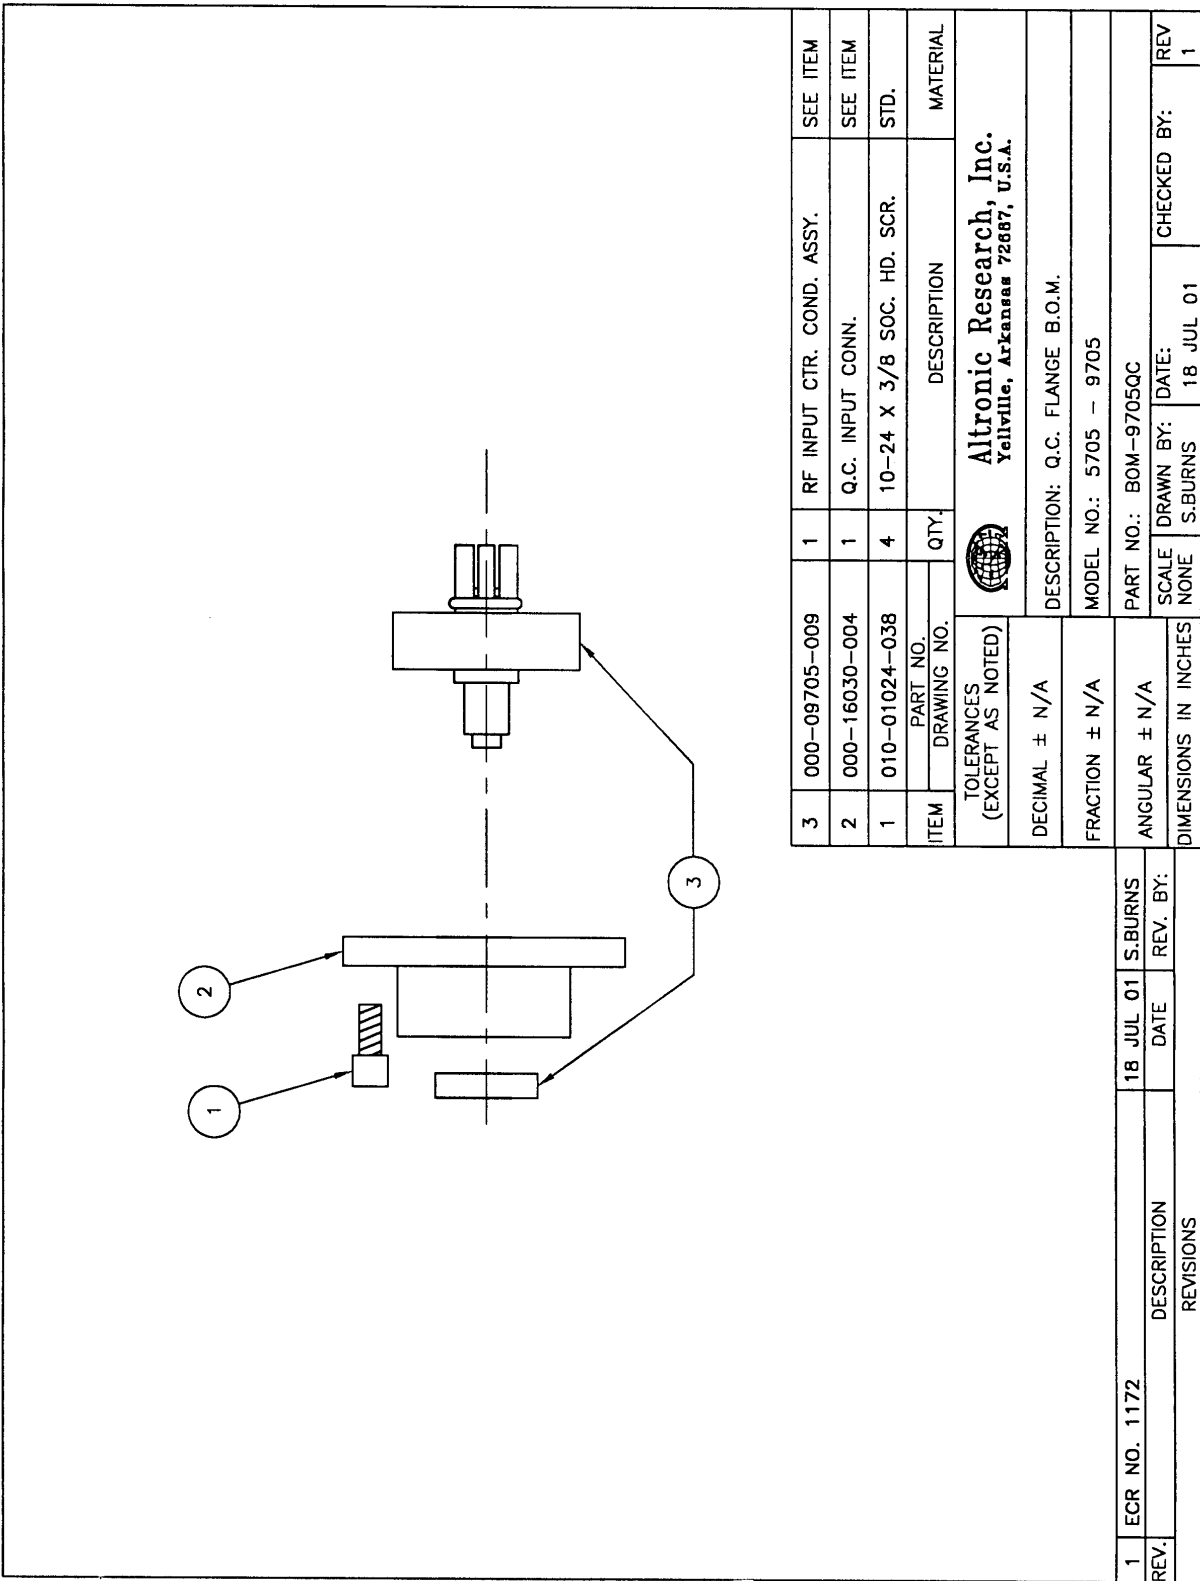 1
2
3
3 000-09705-009 1 RF INPUT CTR. COND. ASSY. SEE ITEM
2 000-16030-004 1 Q.C. INPUT CONN. SEE ITEM
1 010-01024-038 4 10-24 X 3/8 SOC. HD. SCR. STD.
ITEM PART NO. QTY. DESCRIPTION MATERIAL
DRAWING NO.
TOLERANCES
(EXCEPT AS NOTED)
DECIMAL ± N/A
FRACTION ± N/A
ANGULAR ± N/A
DIMENSIONS IN INCHES
Altronic Research, Inc.
Yellville, Arkansas 72687, U.S.A.
DESCRIPTION: Q.C. FLANGE B.O.M.
MODEL NO.: 5705 - 9705
PART NO.: BOM-9705QC
SCALE DRAWN BY: DATE: CHECKED BY: REV
NONE S.BURNS 18 JUL 01 1
1 ECR NO. 1172 18 JUL 01 S.BURNS
REV. DESCRIPTION DATE REV. BY:
REVISIONS